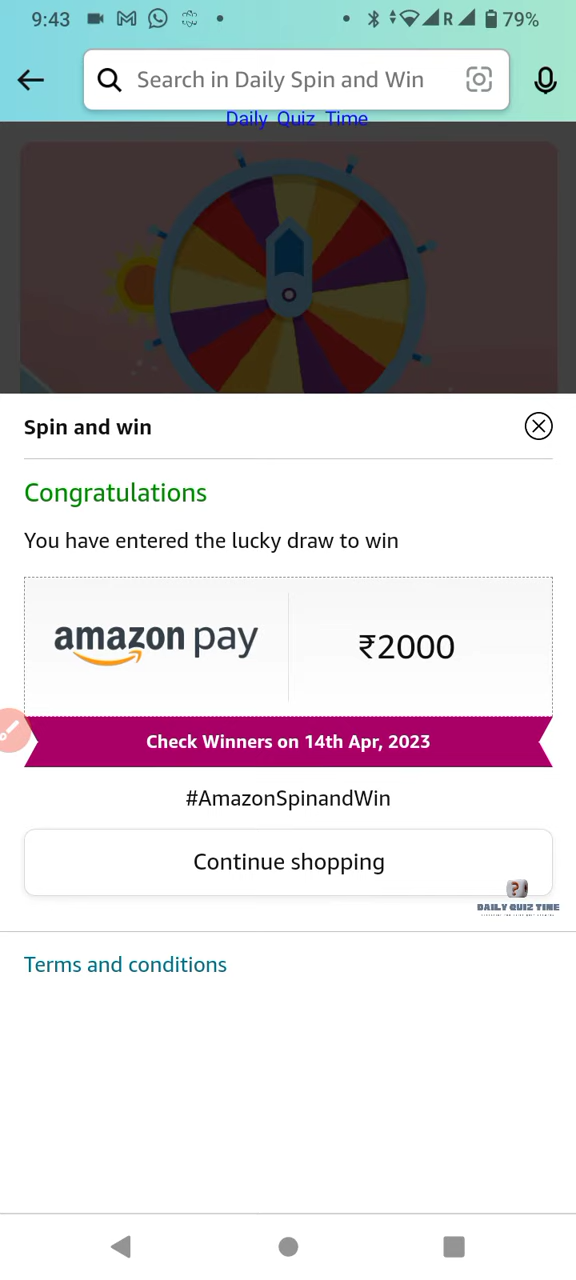 9:43
R
79%
Search in Daily Spin and Win
Daily Quiz Time
Spin and win
Congratulations
You have entered the lucky draw to win
amazon pay
₹2000
Check Winners on 14th Apr, 2023
#AmazonSpinandWin
Continue shopping
?
DAILY QUIZ TIME
Terms and conditions